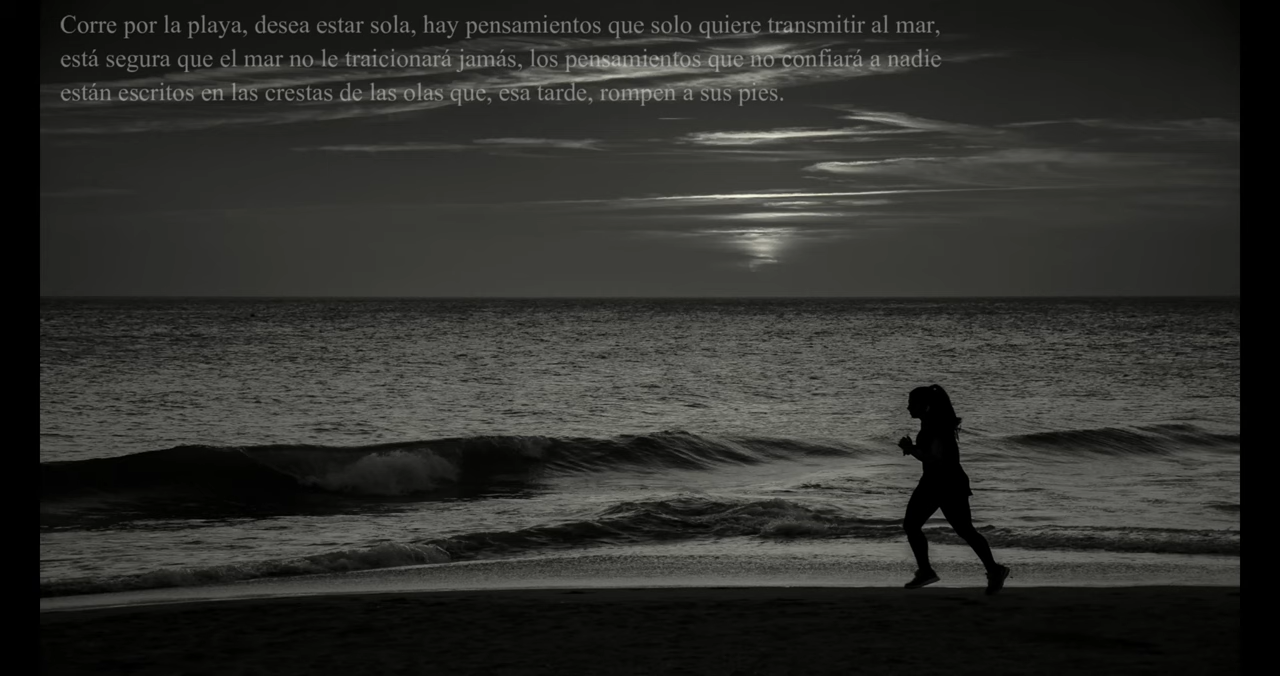 Corre por la playa, desea estar sola, hay pensamientos que solo quiere transmitir al mar,
está segura que el mar no le traicionará jamás, los pensamientos que no confiará a nadie
están escritos en las crestas de las olas que, esa tarde, rompen a sus pies.